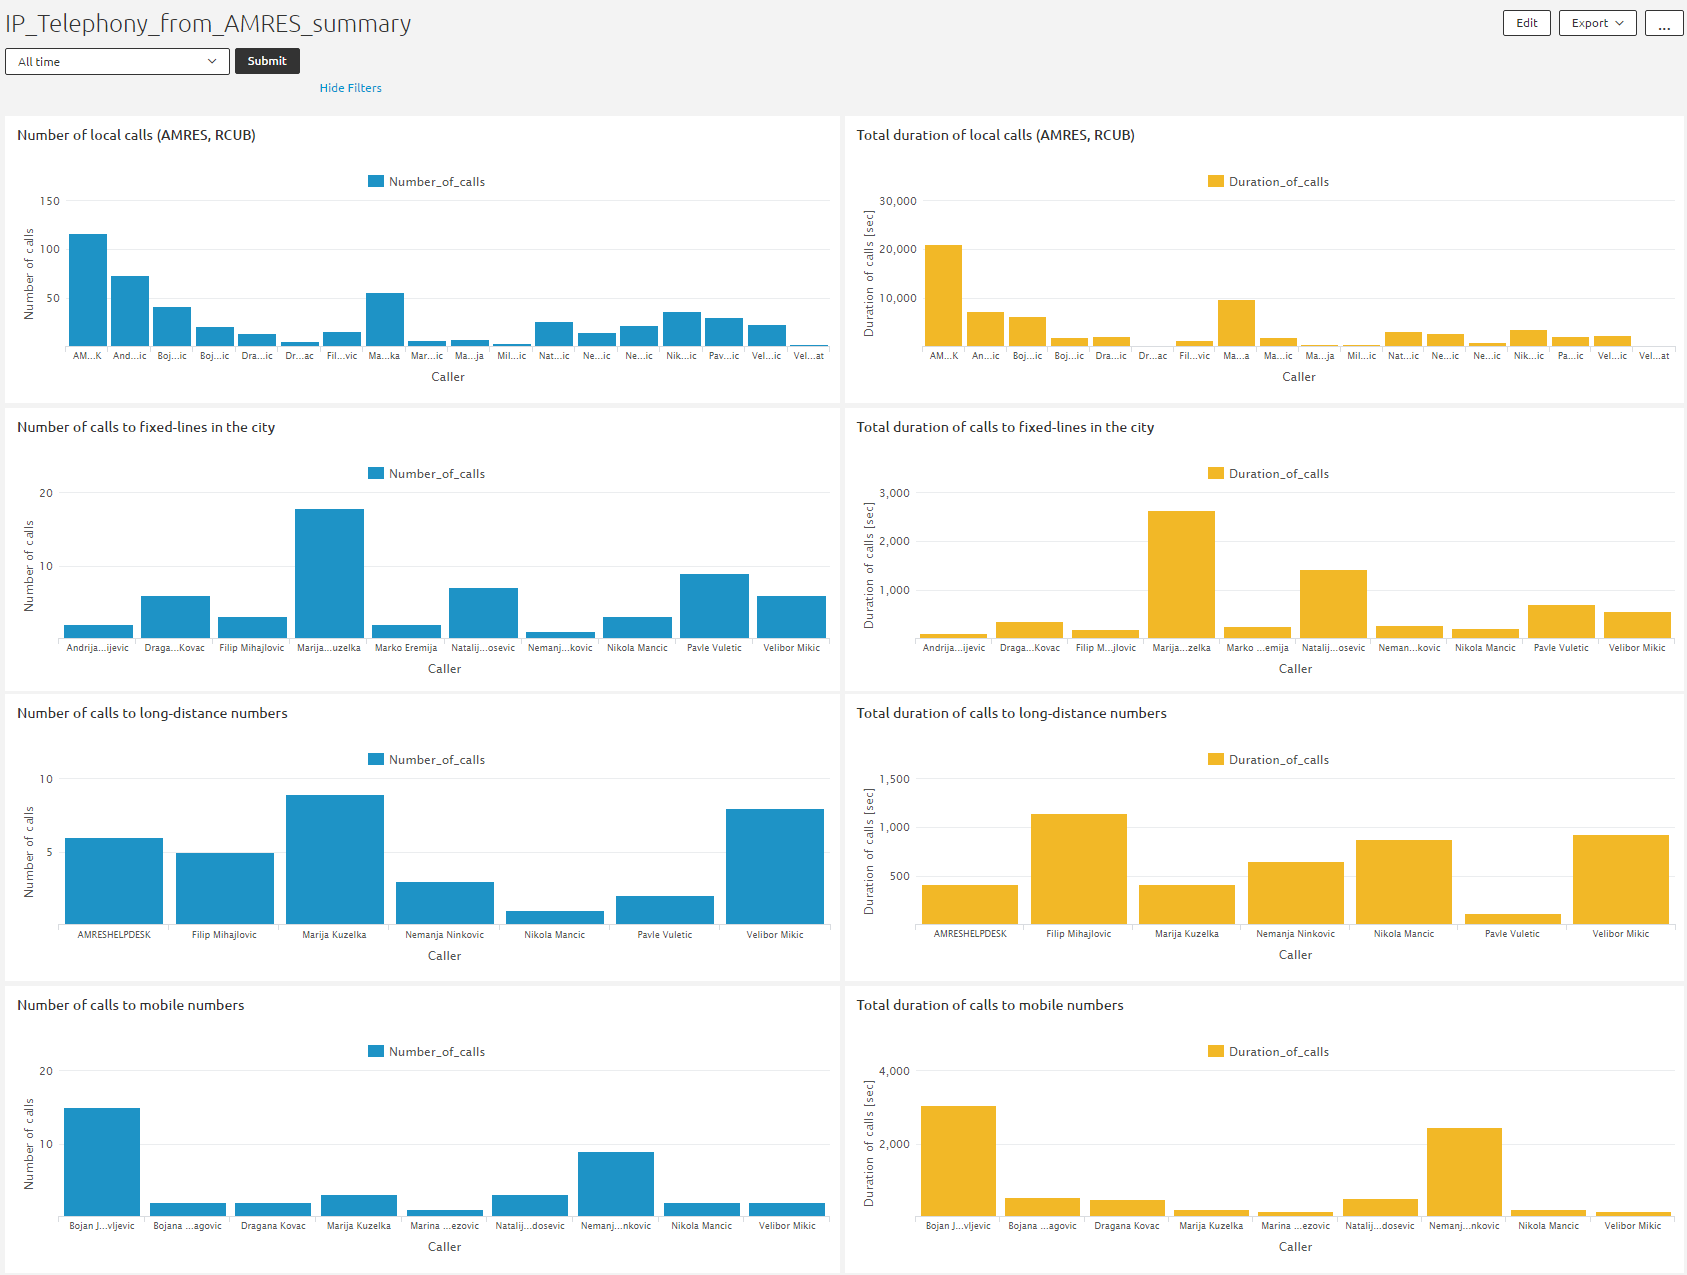 IP_Telephony_from_AMRES_summary
Edit
Export
...
All time
Submit
Hide Filters
Number of local calls (AMRES, RCUB)
Number_of_calls
Number of calls
150
100
50
AM...K And...ic Boj...ic Boj...ic Dra...ic Dr...ac Fil...vic Ma...ka Mar...ic Ma...ja Mil...ic Nat...ic Ne...ic Ne...ic Nik...ic Pav...ic Vel...ic Vel...at
Caller
Total duration of local calls (AMRES, RCUB)
Duration_of_calls
Duration of calls [sec]
30,000
20,000
10,000
AM...K An...ic Boj...ic Boj...ic Dra...ic Dr...ac Fil...vic Ma...a Ma...ic Ma...ja Mil...ic Nat...ic Ne...ic Ne...ic Nik...ic Pa...ic Vel...ic Vel...at
Caller
Number of calls to fixed-lines in the city
Number_of_calls
Number of calls
20
10
Andrija...ijevic Draga...Kovac Filip Mihajlovic Marija...uzelka Marko Eremija Natalij...osevic Nemanj...kovic Nikola Mancic Pavle Vuletic Velibor Mikic
Caller
Total duration of calls to fixed-lines in the city
Duration_of_calls
Duration of calls [sec]
3,000
2,000
1,000
Andrija...ijevic Draga...Kovac Filip M...jlovic Marija...zelka Marko ...emija Natalij...osevic Neman...kovic Nikola Mancic Pavle Vuletic Velibor Mikic
Caller
Number of calls to long-distance numbers
Number_of_calls
Number of calls
10
5
AMRESHELPDESK Filip Mihajlovic Marija Kuzelka Nemanja Ninkovic Nikola Mancic Pavle Vuletic Velibor Mikic
Caller
Total duration of calls to long-distance numbers
Duration_of_calls
Duration of calls [sec]
1,500
1,000
500
AMRESHELPDESK Filip Mihajlovic Marija Kuzelka Nemanja Ninkovic Nikola Mancic Pavle Vuletic Velibor Mikic
Caller
Number of calls to mobile numbers
Number_of_calls
Number of calls
20
10
Bojan J...vljevic Bojana ...agovic Dragana Kovac Marija Kuzelka Marina ...ezovic Natalij...dosevic Nemanj...nkovic Nikola Mancic Velibor Mikic
Caller
Total duration of calls to mobile numbers
Duration_of_calls
Duration of calls [sec]
4,000
2,000
Bojan J...vljevic Bojana ...agovic Dragana Kovac Marija Kuzelka Marina ...ezovic Natalij...dosevic Nemanj...nkovic Nikola Mancic Velibor Mikic
Caller